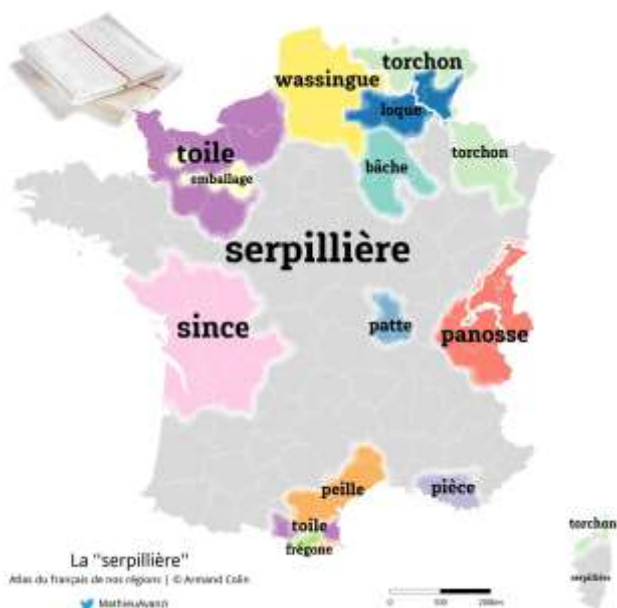 torchon
wassingue
loque
toile
emballage
bâche
torchon
serpillière
since
patte
panosse
peille
pièce
toile
frégone
torchon
serpillière
La "serpillière"
Atlas du français de nos régions | © Armand Colin
MathieuAvanzi